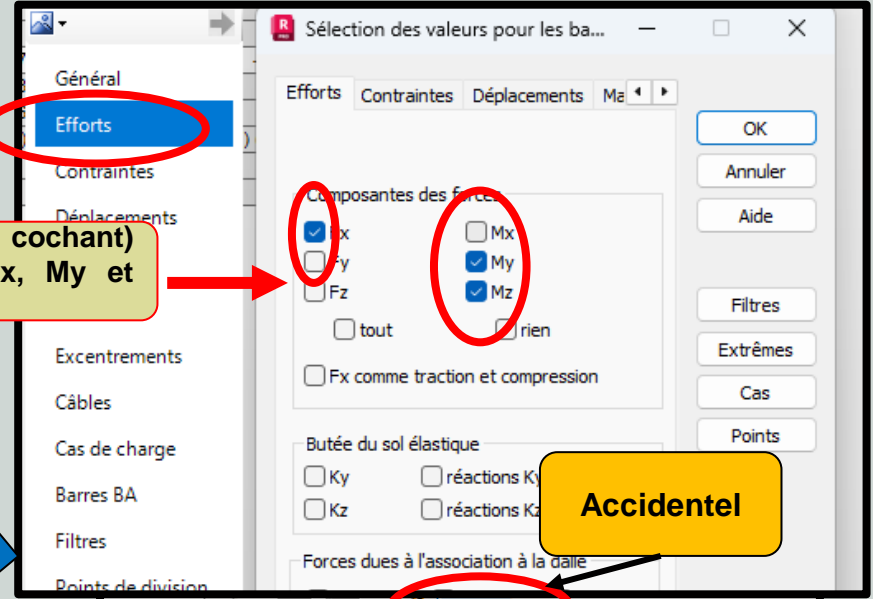 Sélection des valeurs pour les ba...
Général
Efforts
Contraintes
Déplacements
cochant)
x, My et
Excentrements
Câbles
Cas de charge
Barres BA
Filtres
Points de division
Efforts Contraintes Déplacements Ma
OK
Annuler
Aide
Composantes des forces
Fx Mx
Fy My
Fz Mz
tout rien
Fx comme traction et compression
Filtres
Extrêmes
Cas
Points
Butée du sol élastique
Ky réactions Ky
Kz réactions Kz
Accidentel
Forces dues à l'association à la dalle